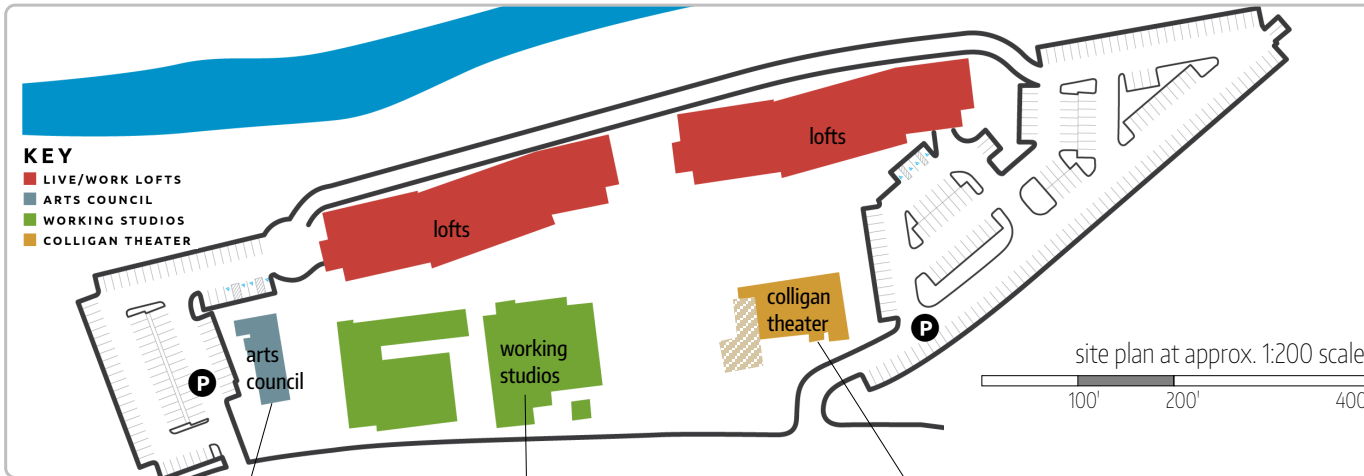 KEY
LIVE/WORK LOFTS
ARTS COUNCIL
WORKING STUDIOS
COLLIGAN THEATER
lofts
lofts
arts
council
working
studios
colligan
theater
P
P
site plan at approx. 1:200 scale
100' 200' 400